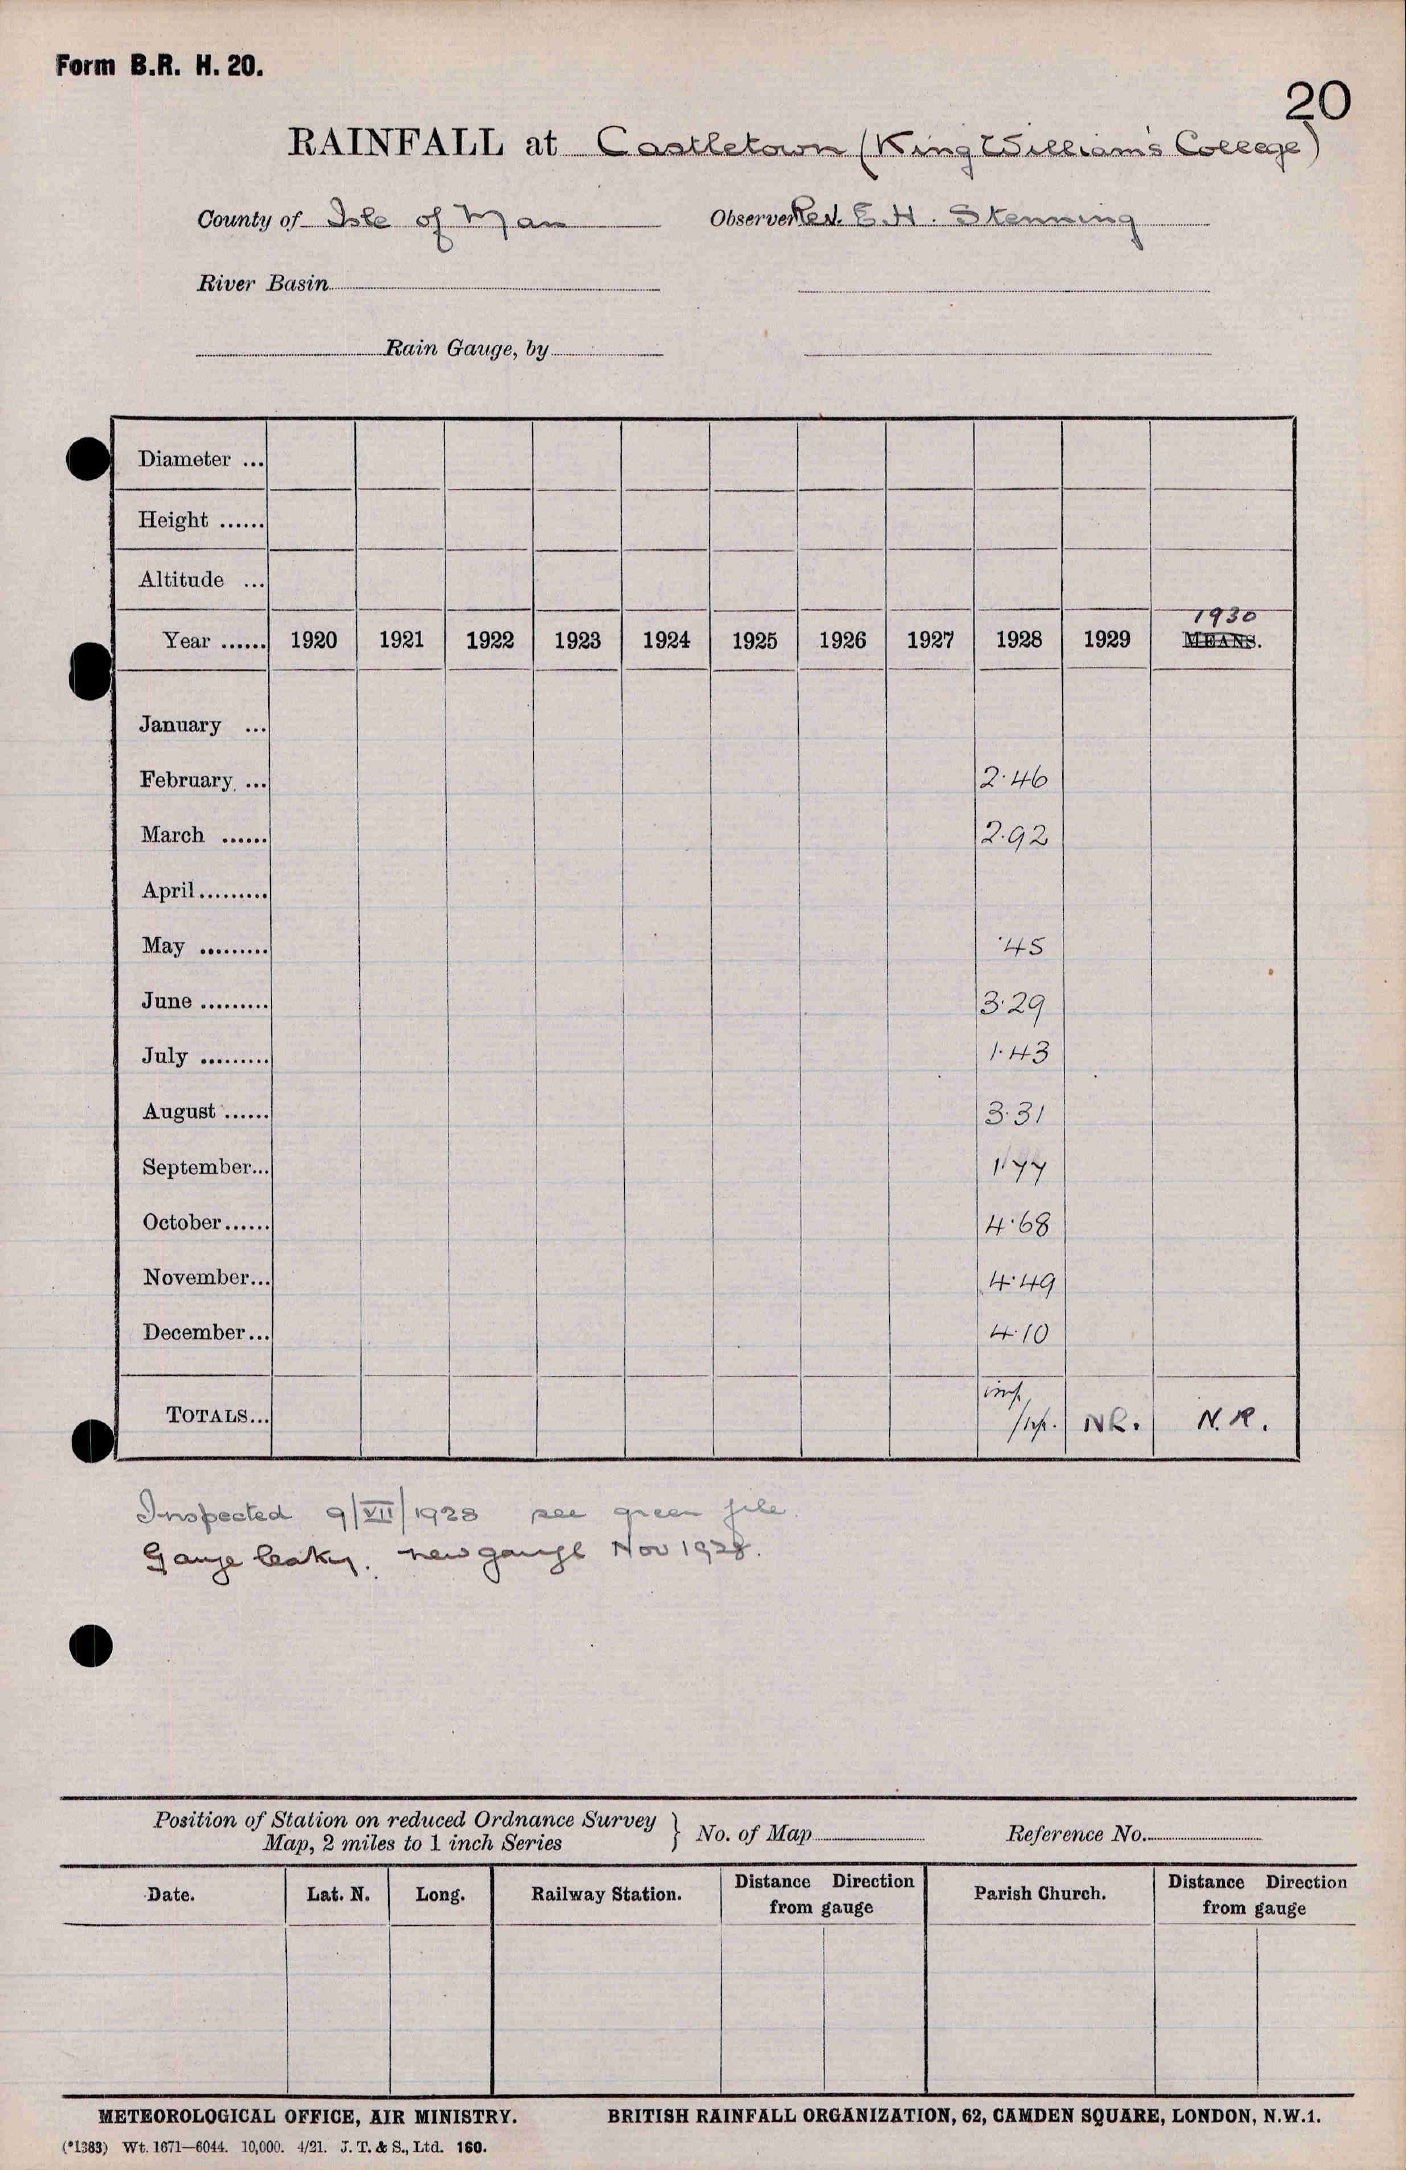 Form B.R. H. 20.
20
RAINFALL at Castletown (King William's College)
County of Isle of Man Observer Rev. E.H. Stenning
River Basin
Rain Gauge, by
Diameter ...
Height ......
Altitude ...
1930
Year ...... 1920 1921 1922 1923 1924 1925 1926 1927 1928 1929 MEANS.
January ...
February ... 2.46
March ...... 2.92
April.........
May ......... .45
June ......... 3.29
July ......... 1.43
August ...... 3.31
September... 1.77
October...... 4.68
November... 4.49
December... 4.10
TOTALS... imp NR. N.R.
Inspected 9/VII/1928 see green file.
Gauge leaky. new gauge Nov 1928.
Position of Station on reduced Ordnance Survey
Map, 2 miles to 1 inch Series } No. of Map Reference No.
Date. Lat. N. Long. Railway Station. Distance Direction from gauge Parish Church. Distance Direction from gauge
METEOROLOGICAL OFFICE, AIR MINISTRY. BRITISH RAINFALL ORGANIZATION, 62, CAMDEN SQUARE, LONDON, N.W.1.
(*1383) Wt. 1671—6044. 10,000. 4/21. J. T. & S., Ltd. 160.